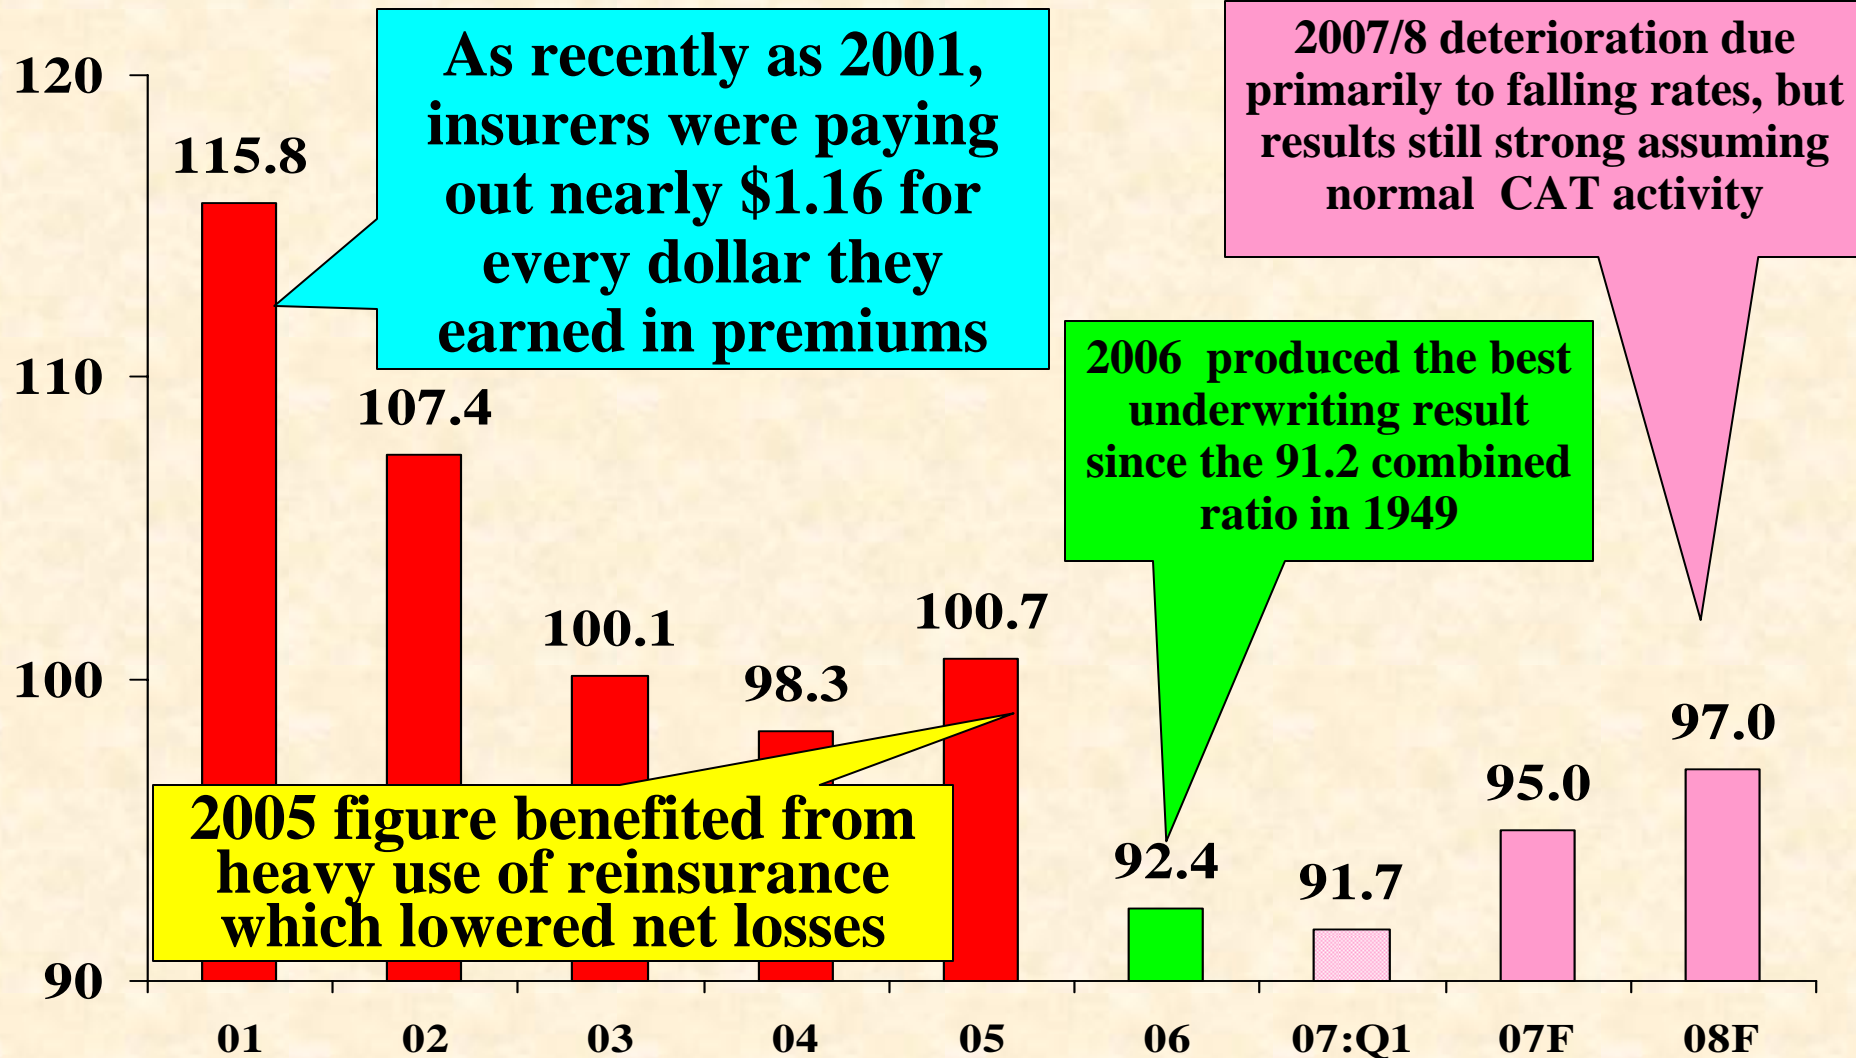 As recently as 2001,
insurers were paying
out nearly $1.16 for
every dollar they
earned in premiums
2007/8 deterioration due
primarily to falling rates, but
results still strong assuming
normal  CAT activity
2006  produced the best
underwriting result
since the 91.2 combined
ratio in 1949
2005 figure benefited from
heavy use of reinsurance
which lowered net losses
120
110
100
90
115.8
107.4
100.1
98.3
100.7
92.4
91.7
95.0
97.0
01
02
03
04
05
06
07:Q1
07F
08F